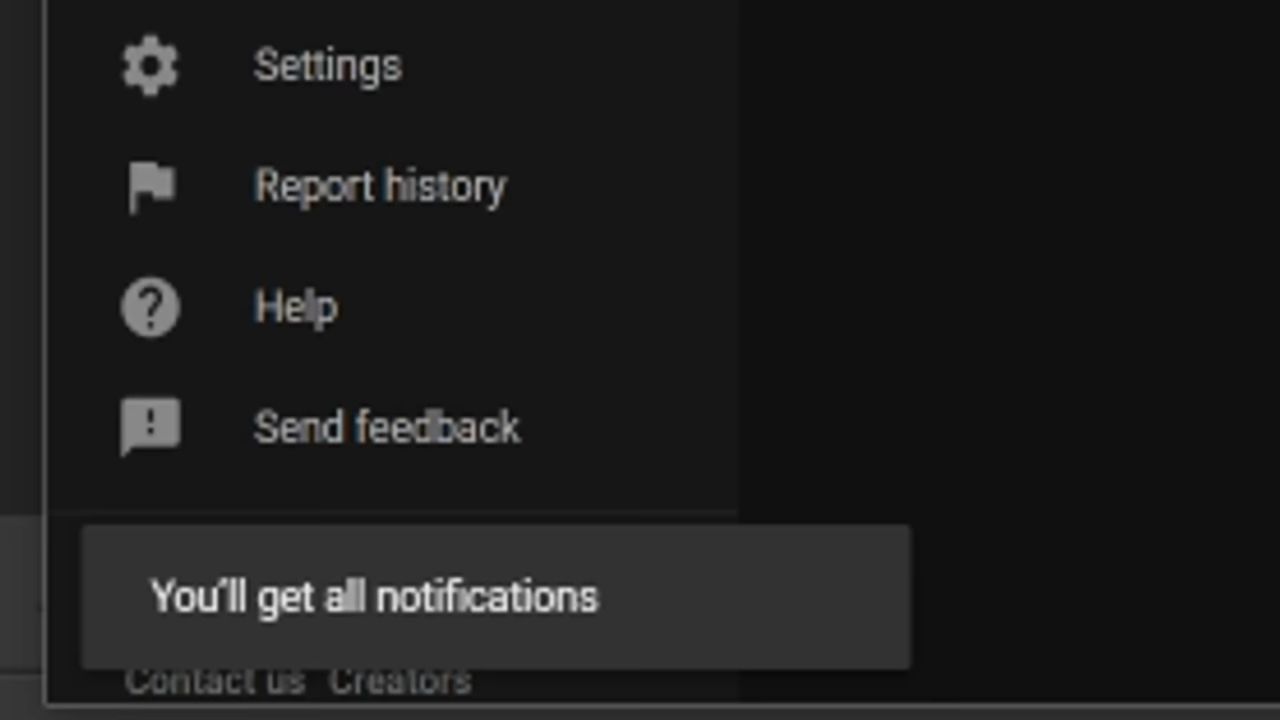 Settings
Report history
Help
Send feedback
You'll get all notifications
Contact us Creators